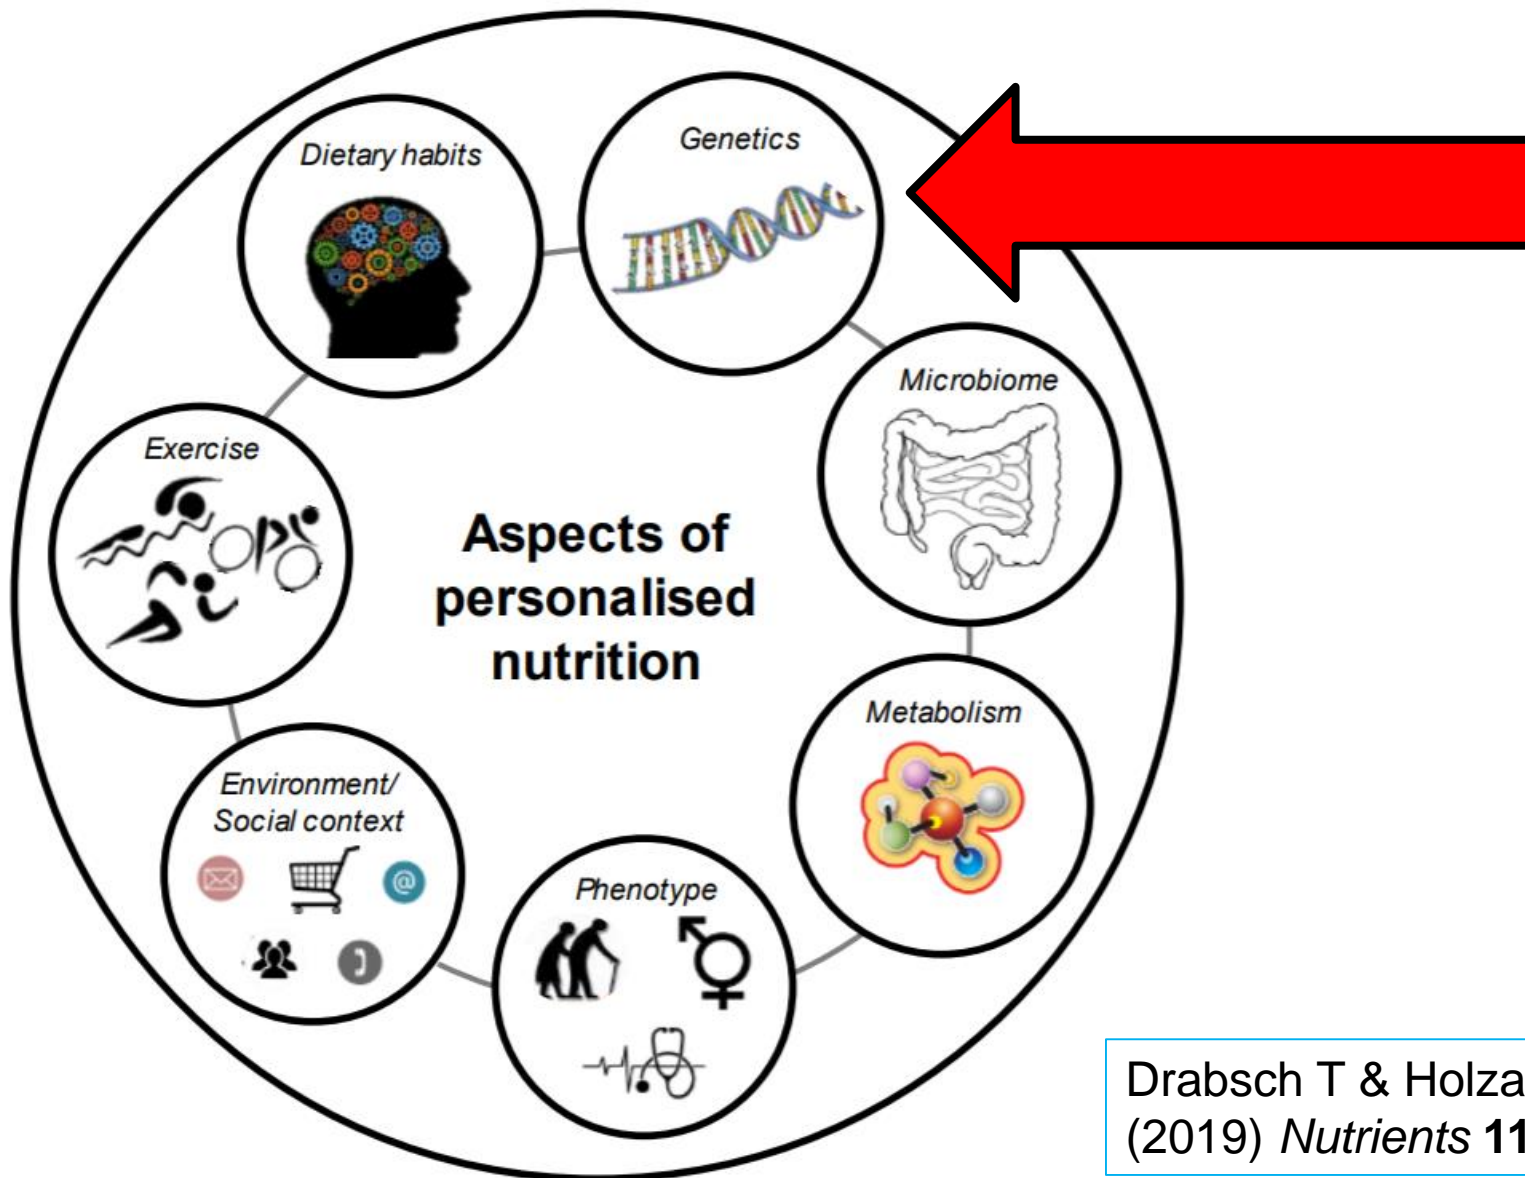 Dietary habits
Genetics
Microbiome
Exercise
Aspects of
personalised
nutrition
Metabolism
Environment/
Social context
@
Phenotype
Drabsch T & Holza
(2019) Nutrients 11